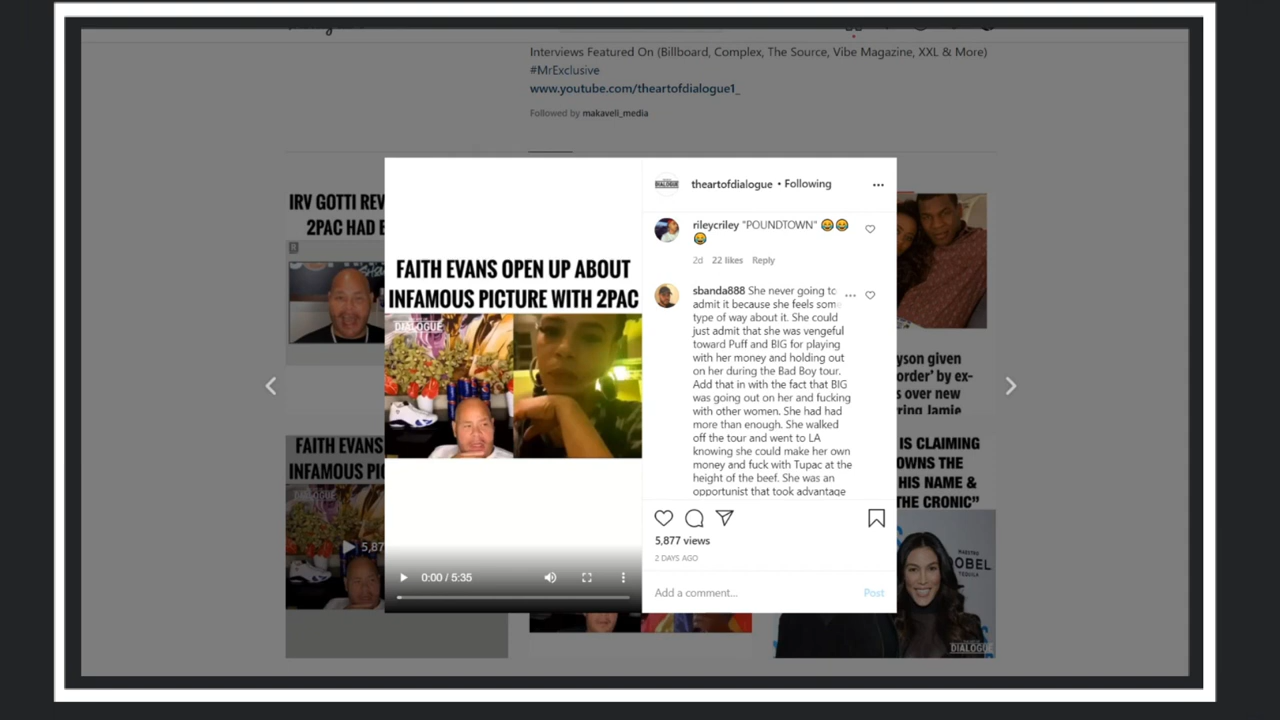 Interviews Featured On (Billboard, Complex, The Source, Vibe Magazine, XXL & More)
#MrExclusive
www.youtube.com/theartofdialogue1_
Followed by makaveli_media
IRV GOTTI REV
2PAC HAD
FAITH EVANS OPEN UP ABOUT
INFAMOUS PICTURE WITH 2PAC
DIALOGUE
0:00 / 5:35
DIALOGUE
theartofdialogue • Following
rileycriley "POUNDTOWN" 😂😂
😂
2d 22 likes Reply
sbanda888 She never going to
admit it because she feels some
type of way about it. She could
just admit that she was vengeful
toward Puff and BIG for playing
with her money and holding out
on her during the Bad Boy tour.
Add that in with the fact that BIG
was going out on her and fucking
with other women. She had had
more than enough. She walked
off the tour and went to LA
knowing she could make her own
money and fuck with Tupac at the
height of the beef. She was an
opportunist that took advantage
5,877 views
2 DAYS AGO
Add a comment... Post
yson given
order' by ex-
s over new
ring Jamie
FAITH EVANS
INFAMOUS PIC
DIALOGUE
5,87
IS CLAIMING
OWNS THE
HIS NAME &
THE CRONIC"
MAESTRO
DOBEL
TEQUILA
DIALOGUE